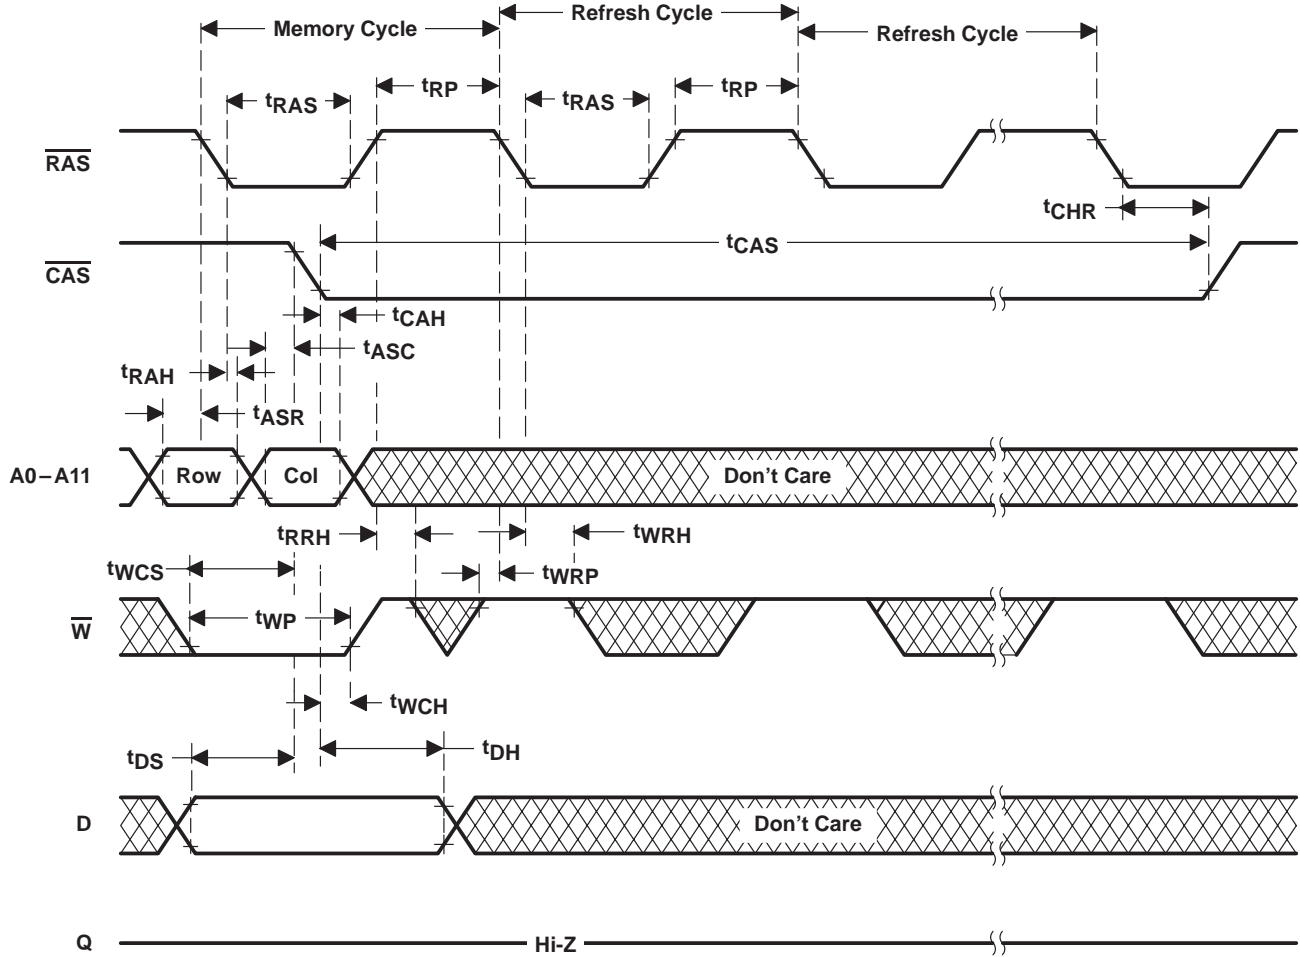 Memory Cycle
Refresh Cycle
Refresh Cycle
tRAS
tRP
tRAS
tRP
RAS
tCHR
tCAS
CAS
tCAH
tASC
tRAH
tASR
A0–A11
Row
Col
Don't Care
tRRH
tWRH
tWCS
tWRP
tWP
W
tWCH
tDS
tDH
D
Don't Care
Q
Hi-Z